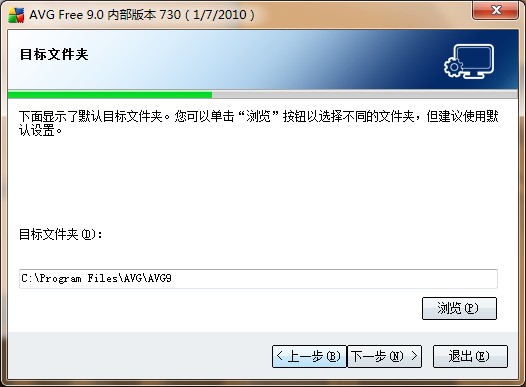 AVG Free 9.0 内部版本 730 ( 1/7/2010 )
目标文件夹
下面显示了默认目标文件夹。您可以单击“浏览”按钮以选择不同的文件夹，但建议使用默
认设置。
目标文件夹(D):
C:\Program Files\AVG\AVG9
浏览(P)
< 上一步(B) 下一步(N) > 退出(E)